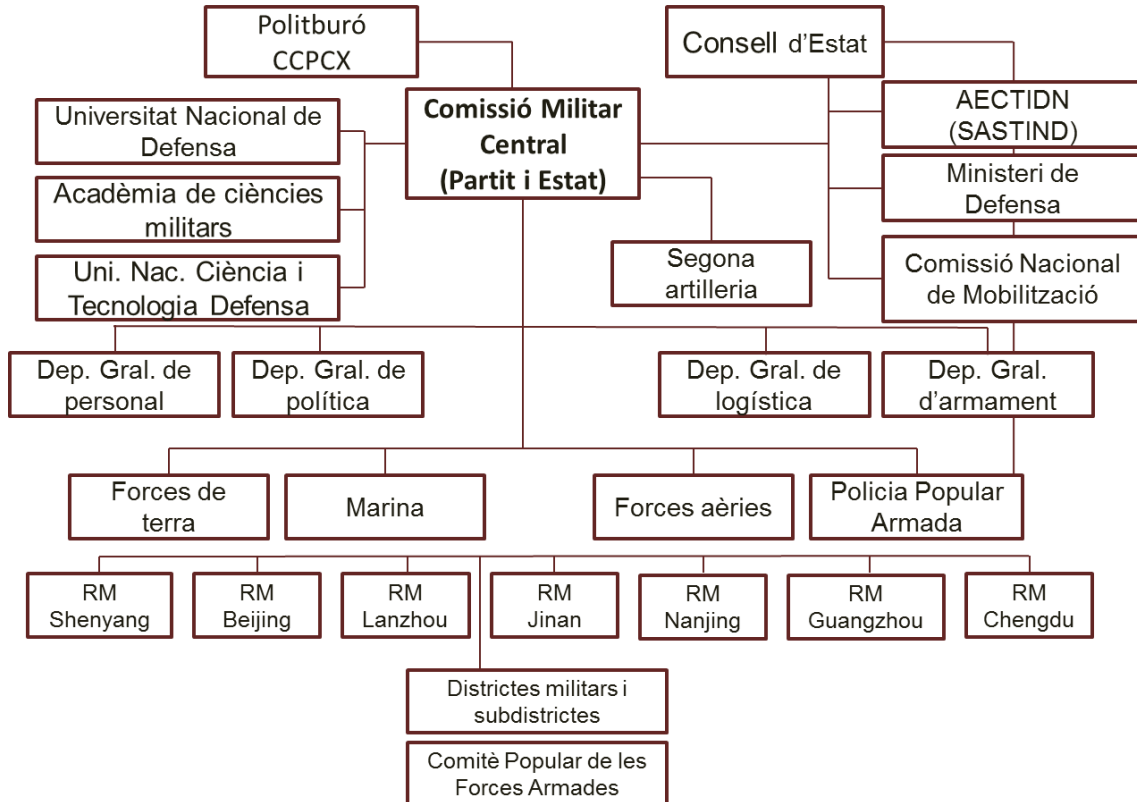 Politburó
CCPCX
Consell d’Estat
Comissió Militar
Central
(Partit i Estat)
Universitat Nacional de
Defensa
AECTIDN
(SASTIND)
Acadèmia de ciències
militars
Ministeri de
Defensa
Uni. Nac. Ciència i
Tecnologia Defensa
Segona
artilleria
Comissió Nacional
de Mobilització
Dep. Gral. de
personal
Dep. Gral. de
política
Dep. Gral. de
logística
Dep. Gral.
d’armament
Forces de
terra
Marina
Forces aèries
Policia Popular
Armada
RM
Shenyang
RM
Beijing
RM
Lanzhou
RM
Jinan
RM
Nanjing
RM
Guangzhou
RM
Chengdu
Districtes militars i
subdistrictes
Comitè Popular de les
Forces Armades